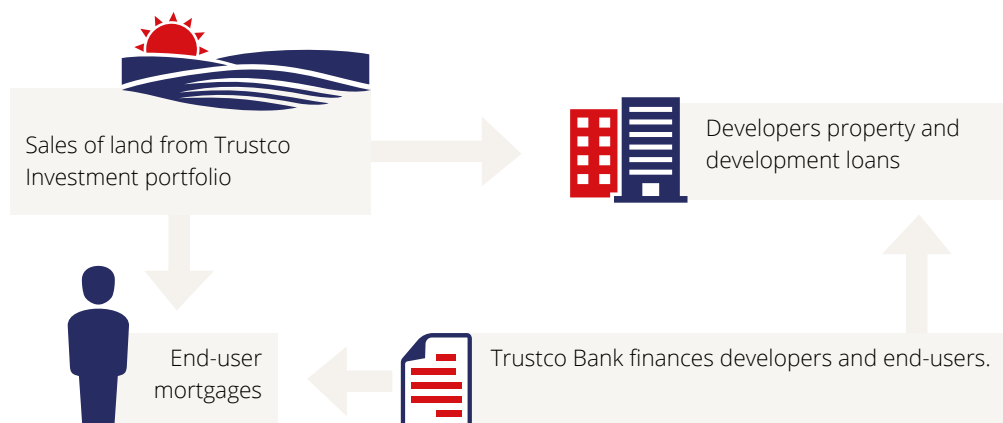 Sales of land from Trustco
Investment portfolio
Developers property and
development loans
End-user
mortgages
Trustco Bank finances developers and end-users.